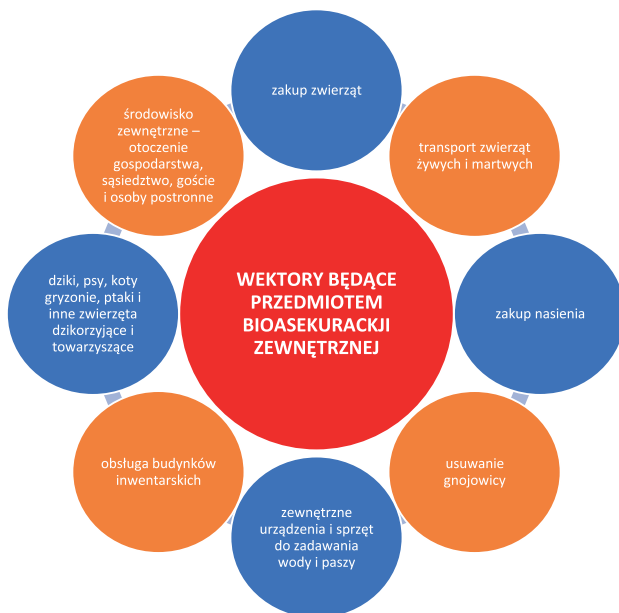 zakup zwierząt
transport zwierząt
żywych i martwych
zakup nasienia
usuwanie
gnojowicy
zewnętrzne
urządzenia i sprzęt
do zadawania
wody i paszy
obsługa budynków
inwentarskich
dziki, psy, koty
gryzonie, ptaki i
inne zwierzęta
dzikorzyjące i
towarzyszące
środowisko
zewnętrzne –
otoczenie
gospodarstwa,
sąsiedztwo, goście
i osoby postronne
WEKTORY BĘDĄCE
PRZEDMIOTEM
BIOASEKURACKJI
ZEWNĘTRZNEJ